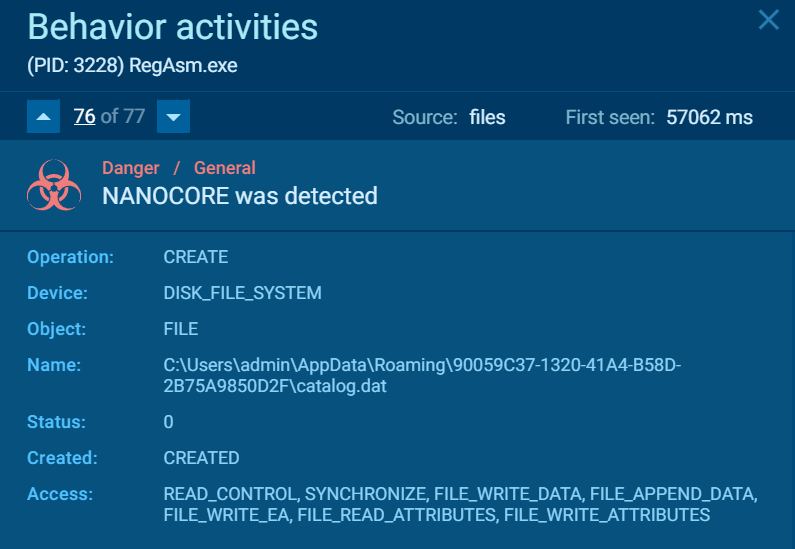 Behavior activities
(PID: 3228) RegAsm.exe
76 of 77 Source: files First seen: 57062 ms
Danger / General
NANOCORE was detected
Operation: CREATE
Device: DISK_FILE_SYSTEM
Object: FILE
Name: C:\Users\admin\AppData\Roaming\90059C37-1320-41A4-B58D-
2B75A9850D2F\catalog.dat
Status: 0
Created: CREATED
Access: READ_CONTROL, SYNCHRONIZE, FILE_WRITE_DATA, FILE_APPEND_DATA,
FILE_WRITE_EA, FILE_READ_ATTRIBUTES, FILE_WRITE_ATTRIBUTES